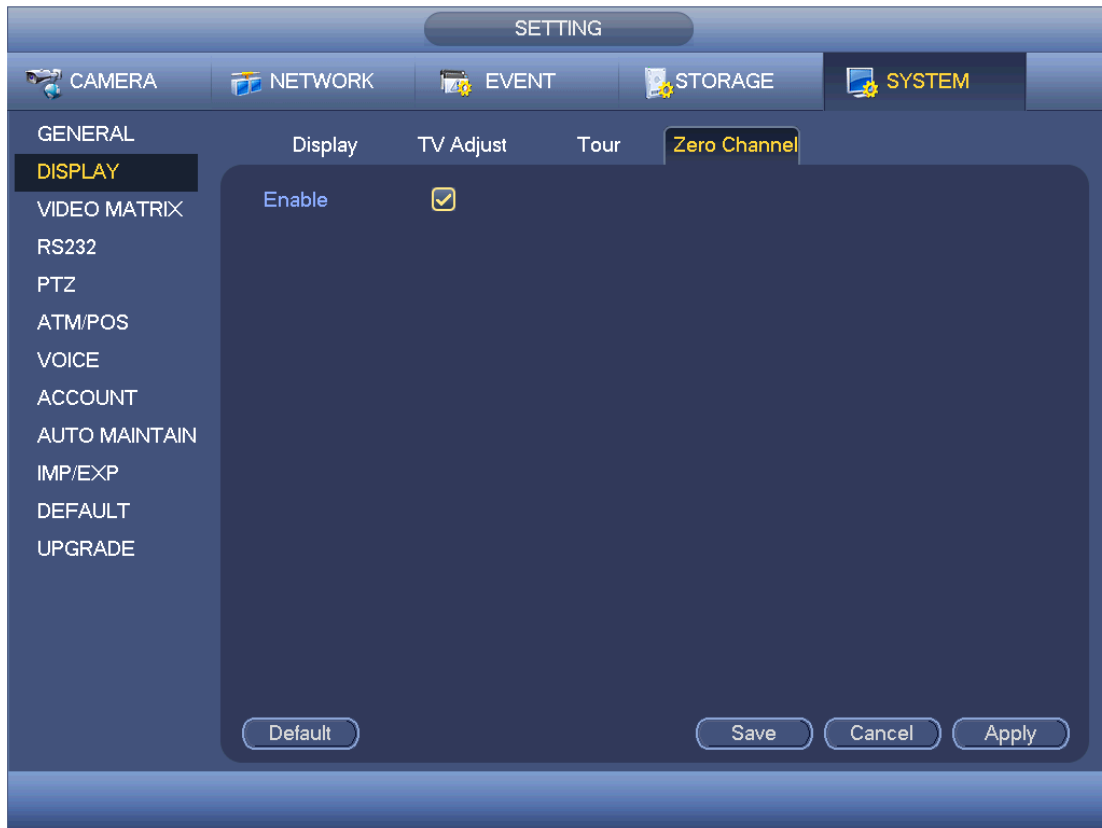 SETTING
CAMERA NETWORK EVENT STORAGE SYSTEM
GENERAL
DISPLAY
VIDEO MATRIX
RS232
PTZ
ATM/POS
VOICE
ACCOUNT
AUTO MAINTAIN
IMP/EXP
DEFAULT
UPGRADE
Display TV Adjust Tour Zero Channel
Enable
Default Save Cancel Apply